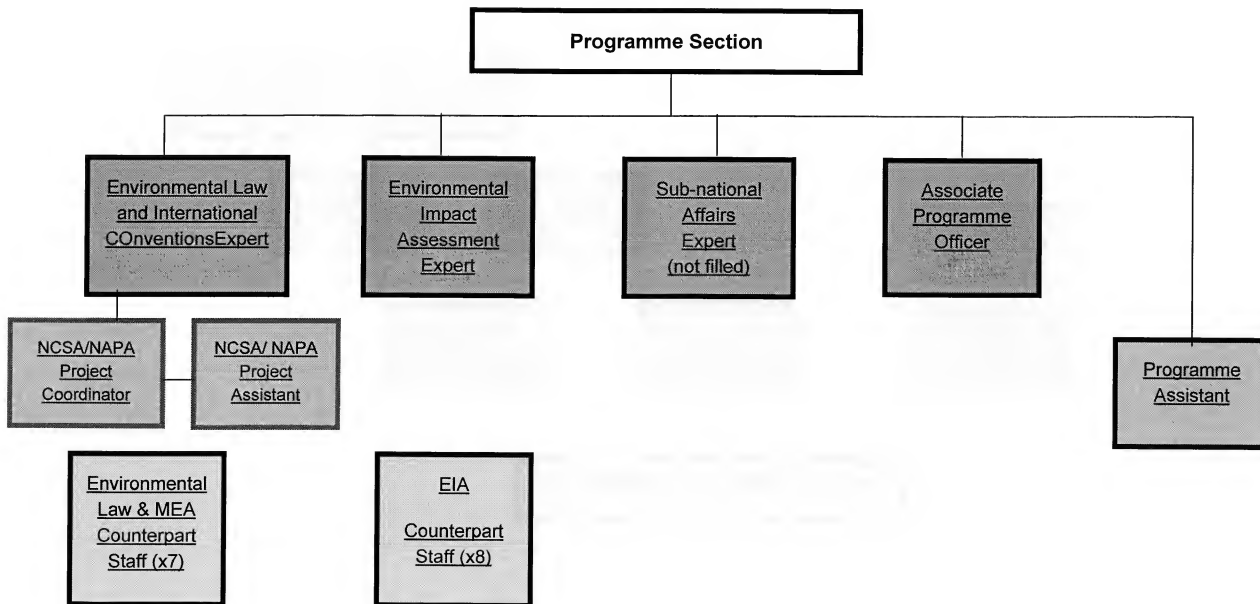 Programme Section
Environmental Law
and International
COnventionsExpert
Environmental
Impact
Assessment
Expert
Sub-national
Affairs
Expert
(not filled)
Associate
Programme
Officer
NCSA/NAPA
Project
Coordinator
NCSA/ NAPA
Project
Assistant
Programme
Assistant
Environmental
Law & MEA
Counterpart
Staff (x7)
EIA
Counterpart
Staff (x8)